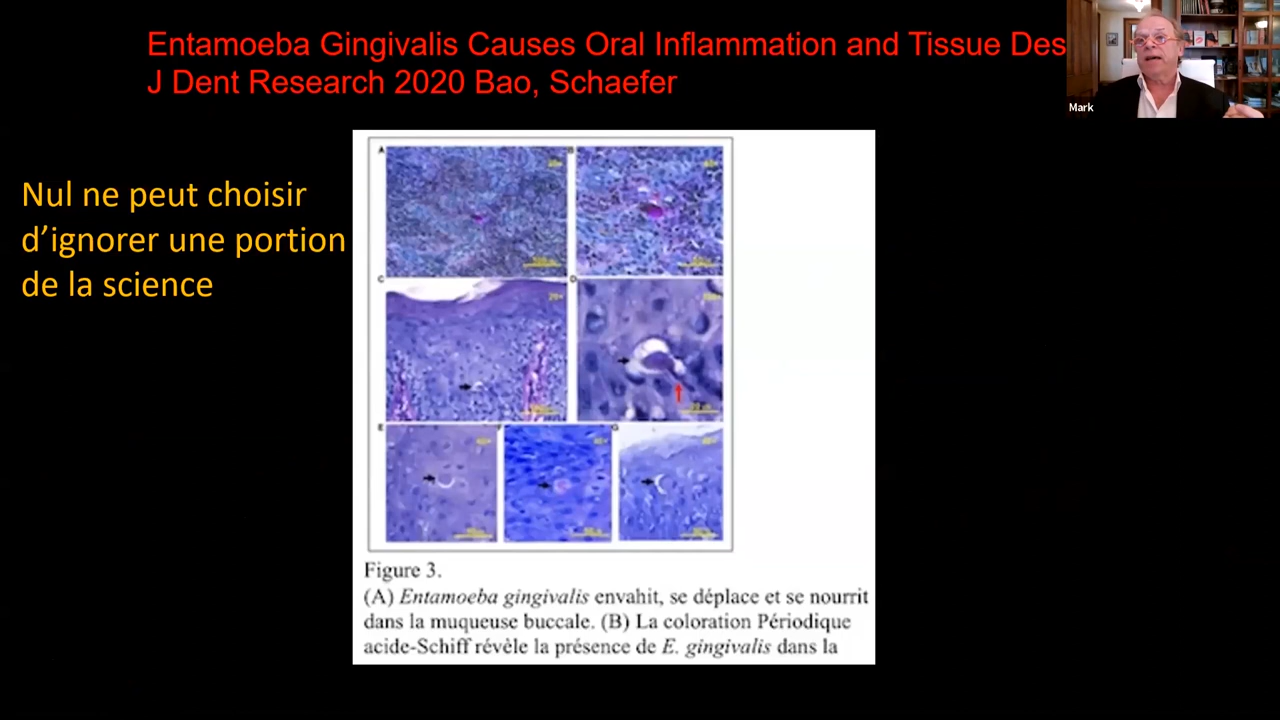 Entamoeba Gingivalis Causes Oral Inflammation and Tissue Des
J Dent Research 2020 Bao, Schaefer
Mark
Nul ne peut choisir
d’ignorer une portion
de la science
A
C
E
G
20×
Figure 3.
(A) Entamoeba gingivalis envahit, se déplace et se nourrit
dans la muqueuse buccale. (B) La coloration Périodique
acide-Schiff révèle la présence de E. gingivalis dans la